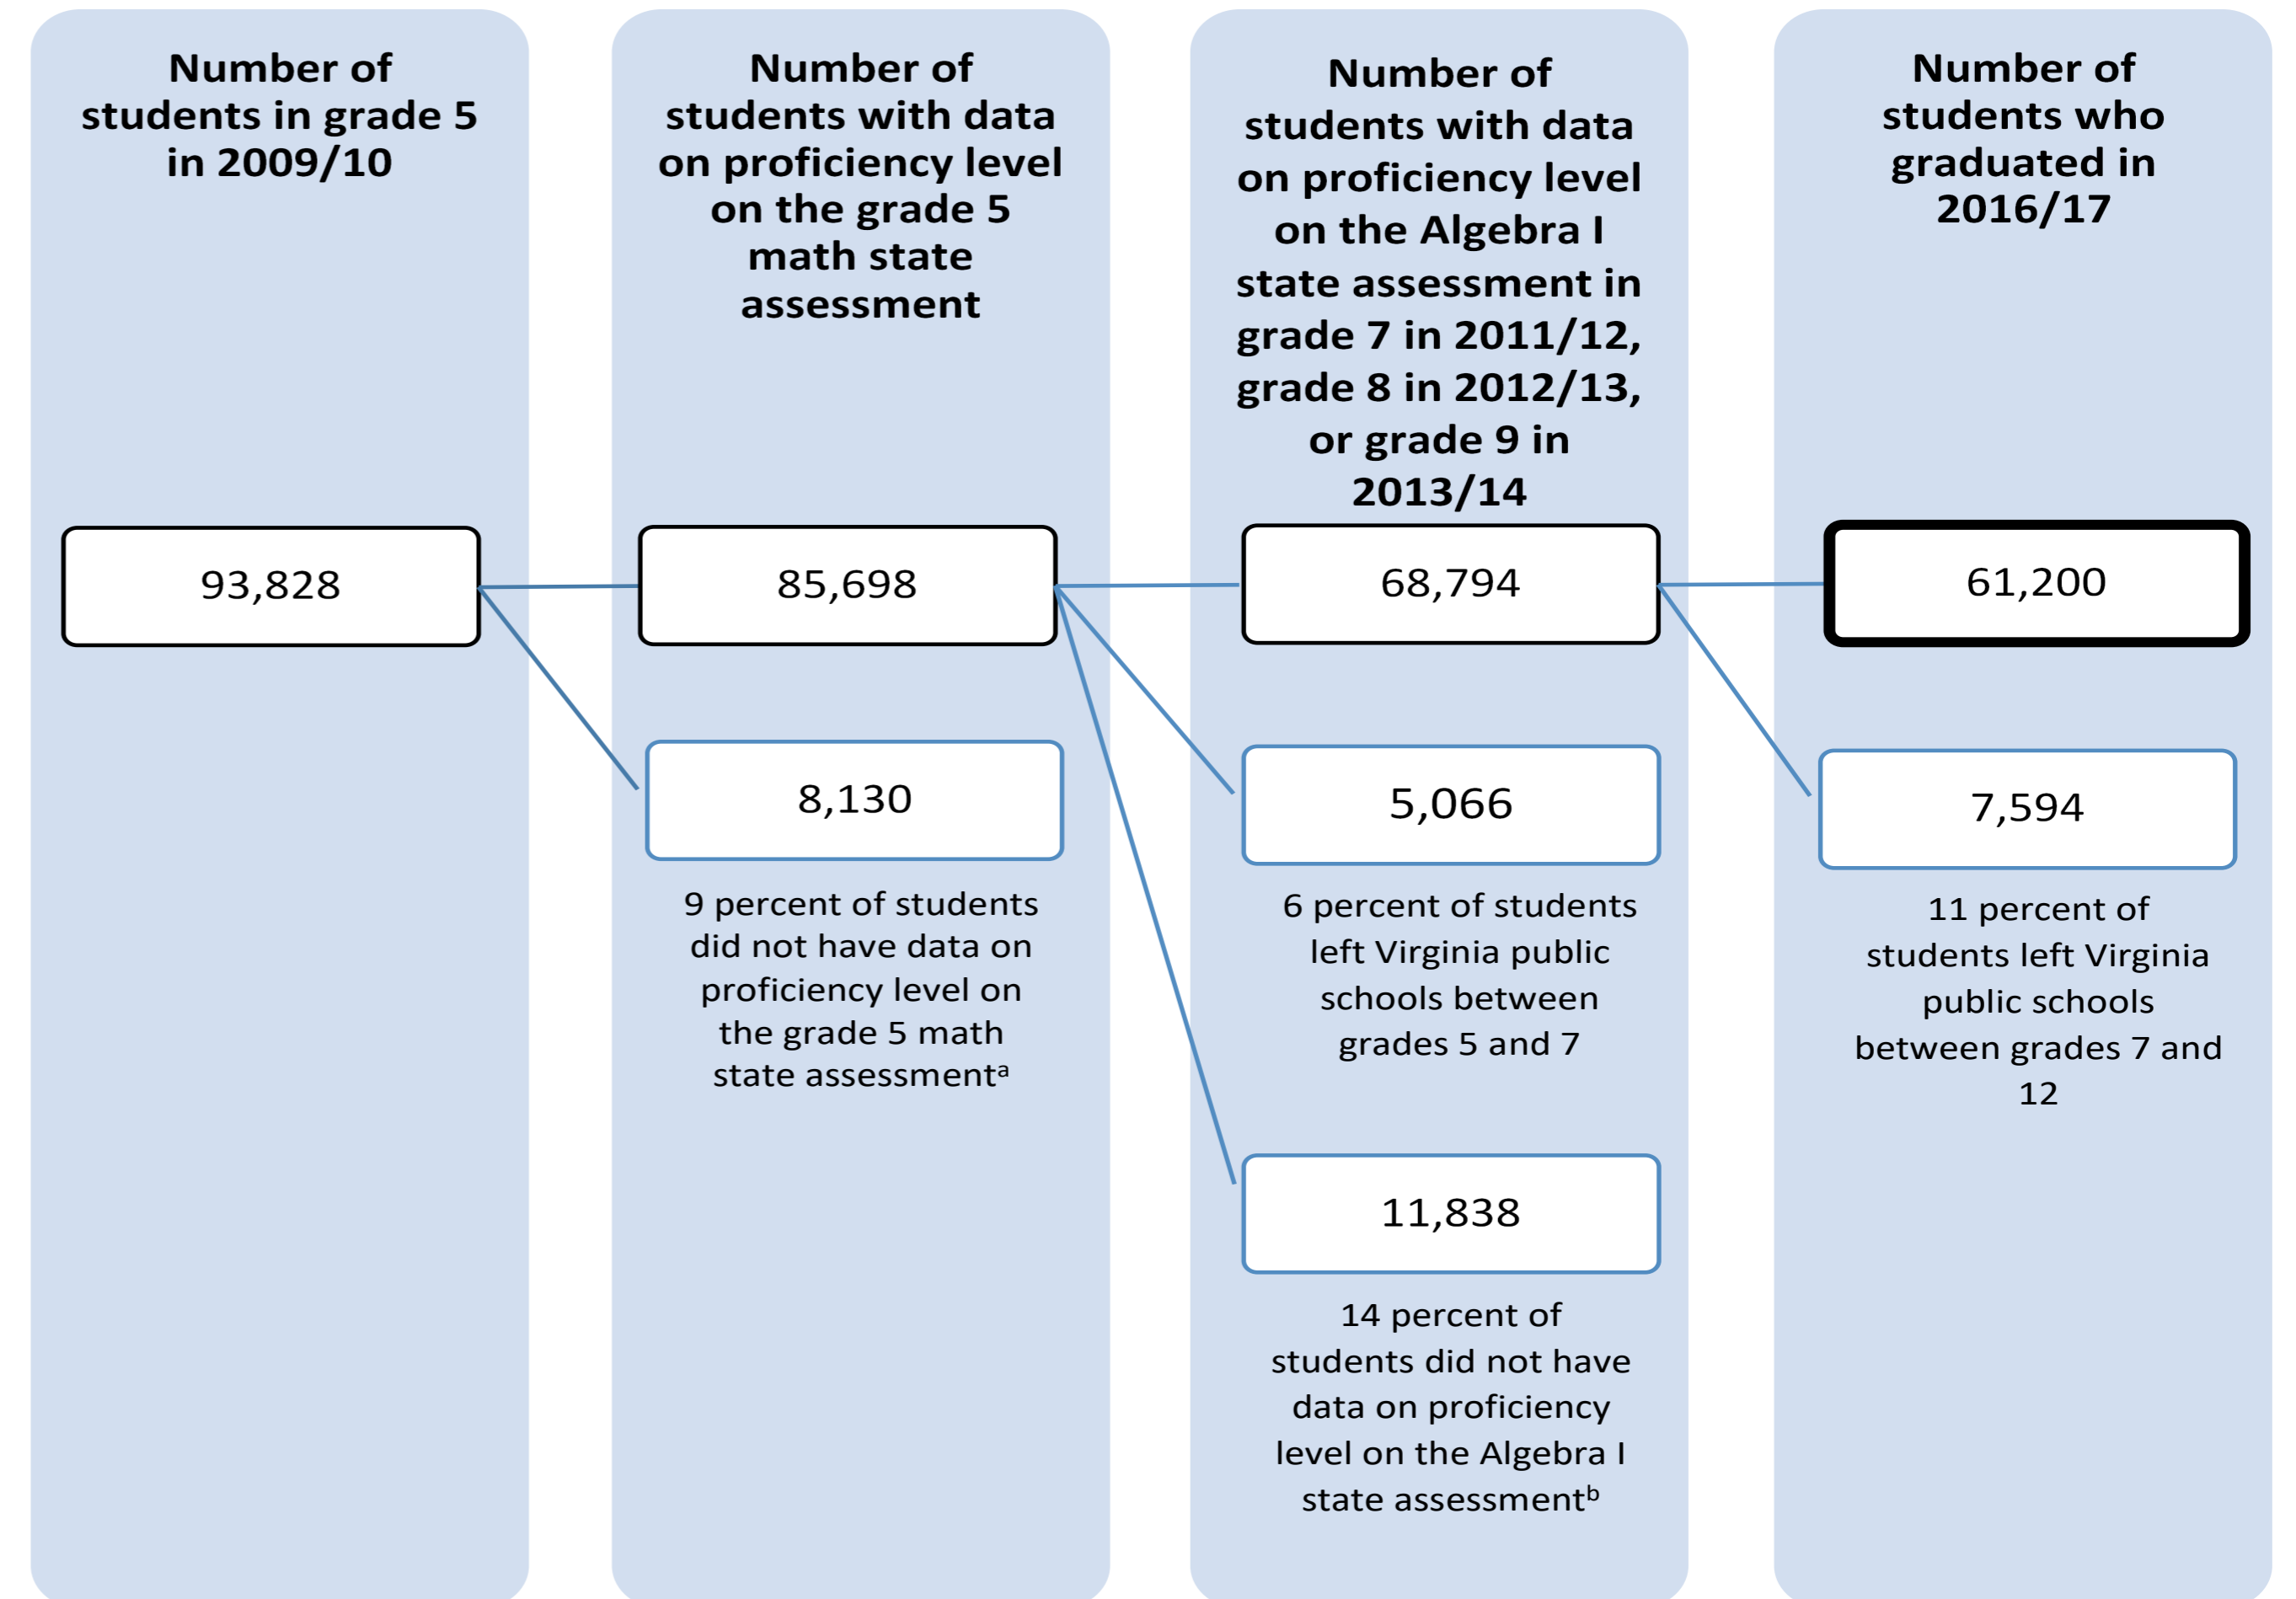 Number of
students in grade 5
in 2009/10
93,828
Number of
students with data
on proficiency level
on the grade 5
math state
assessment
85,698
8,130
9 percent of students
did not have data on
proficiency level on
the grade 5 math
state assessmentᵃ
Number of
students with data
on proficiency level
on the Algebra I
state assessment in
grade 7 in 2011/12,
grade 8 in 2012/13,
or grade 9 in
2013/14
68,794
5,066
6 percent of students
left Virginia public
schools between
grades 5 and 7
11,838
14 percent of
students did not have
data on proficiency
level on the Algebra I
state assessmentᵇ
Number of
students who
graduated in
2016/17
61,200
7,594
11 percent of
students left Virginia
public schools
between grades 7 and
12